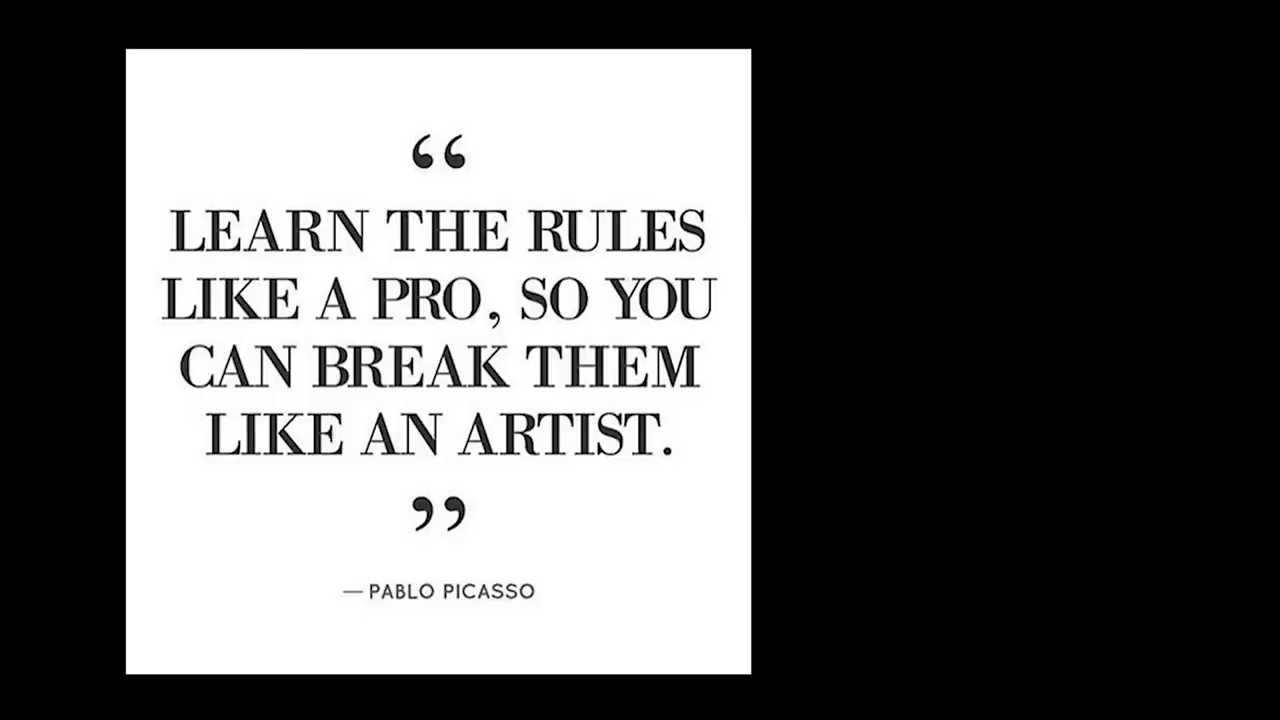 “
LEARN THE RULES
LIKE A PRO, SO YOU
CAN BREAK THEM
LIKE AN ARTIST.
”
— PABLO PICASSO